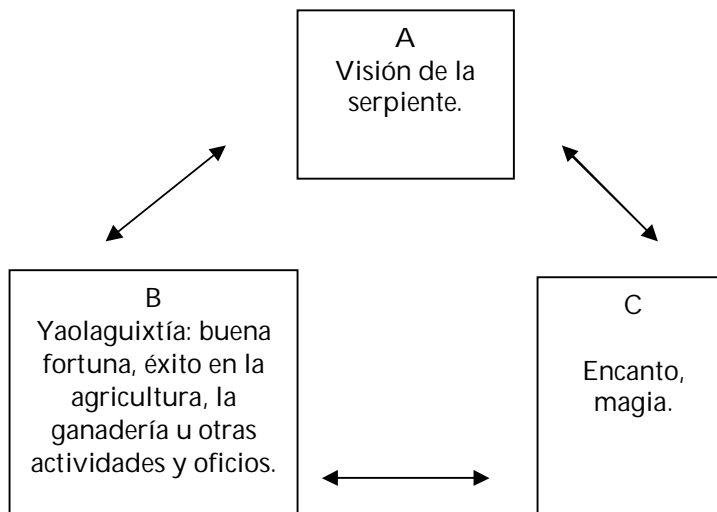 A
Visión de la
serpiente.
B
Yaolaguixtía: buena
fortuna, éxito en la
agricultura, la
ganadería u otras
actividades y oficios.
C
Encanto,
magia.